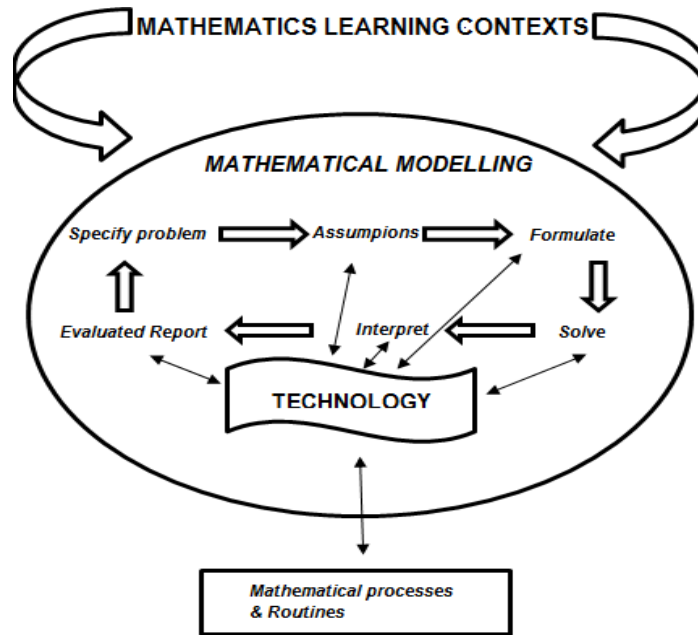 MATHEMATICS LEARNING CONTEXTS
MATHEMATICAL MODELLING
Specify problem
Assumpions
Formulate
Evaluated Report
Interpret
Solve
TECHNOLOGY
Mathematical processes
& Routines